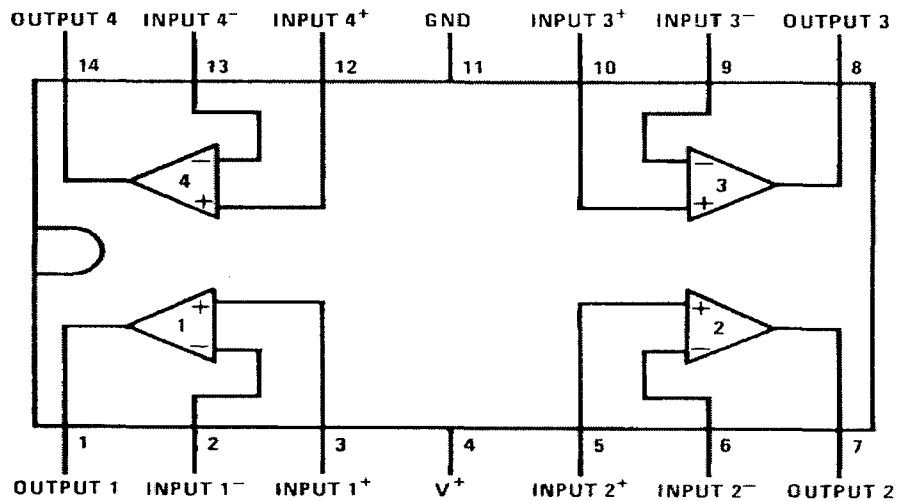 OUTPUT 4 INPUT 4⁻ INPUT 4⁺ GND INPUT 3⁺ INPUT 3⁻ OUTPUT 3
14 13 12 11 10 9 8
− −
4 3
+ +
+ +
1 2
− −
1 2 3 4 5 6 7
OUTPUT 1 INPUT 1⁻ INPUT 1⁺ V⁺ INPUT 2⁺ INPUT 2⁻ OUTPUT 2